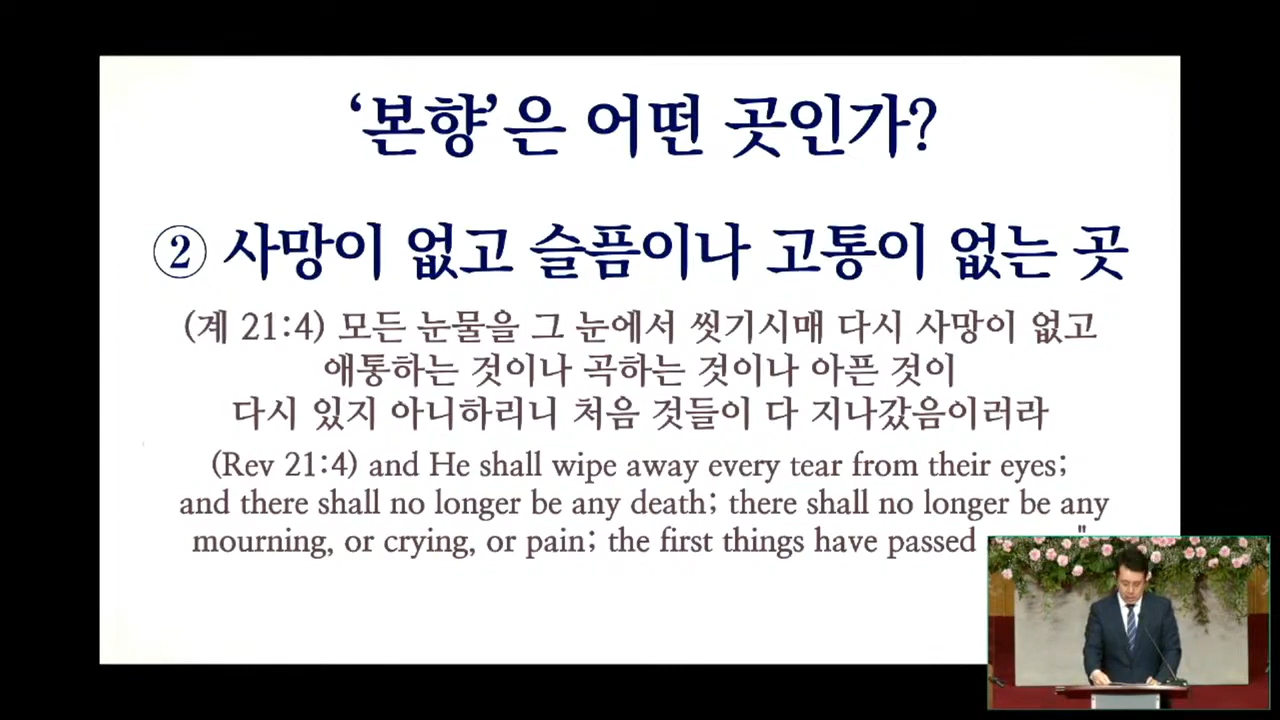 ‘본향’은 어떤 곳인가?
② 사망이 없고 슬픔이나 고통이 없는 곳
(계 21:4) 모든 눈물을 그 눈에서 씻기시매 다시 사망이 없고
애통하는 것이나 곡하는 것이나 아픈 것이
다시 있지 아니하리니 처음 것들이 다 지나갔음이러라
(Rev 21:4) and He shall wipe away every tear from their eyes;
and there shall no longer be any death; there shall no longer be any
mourning, or crying, or pain; the first things have passed "